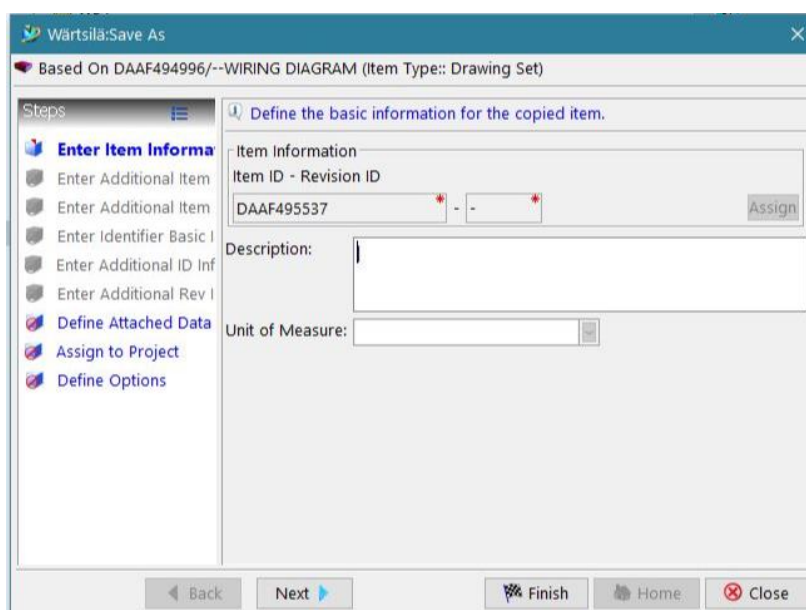 Wärtsilä:Save As
Based On DAAF494996/--WIRING DIAGRAM (Item Type:: Drawing Set)
Steps
Define the basic information for the copied item.
Enter Item Informa
Enter Additional Item
Enter Additional Item
Enter Identifier Basic I
Enter Additional ID Inf
Enter Additional Rev I
Define Attached Data
Assign to Project
Define Options
Item Information
Item ID - Revision ID
DAAF495537 * - - * Assign
Description:
Unit of Measure:
Back Next Finish Home Close